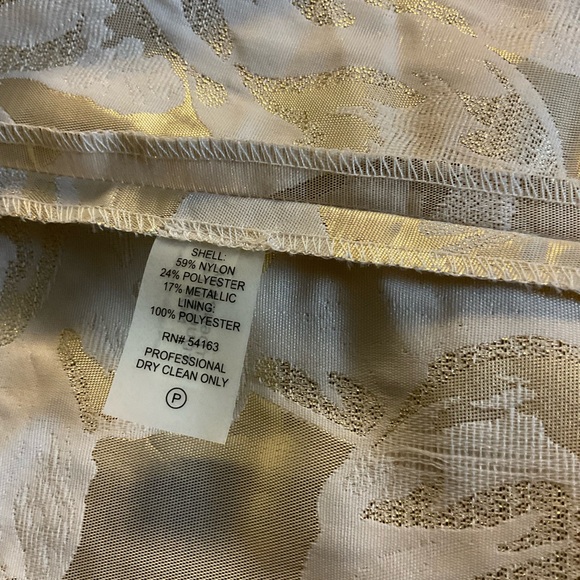 SHELL:
59% NYLON
24% POLYESTER
17% METALLIC
LINING:
100% POLYESTER
RN# 54163
PROFESSIONAL
DRY CLEAN ONLY
P